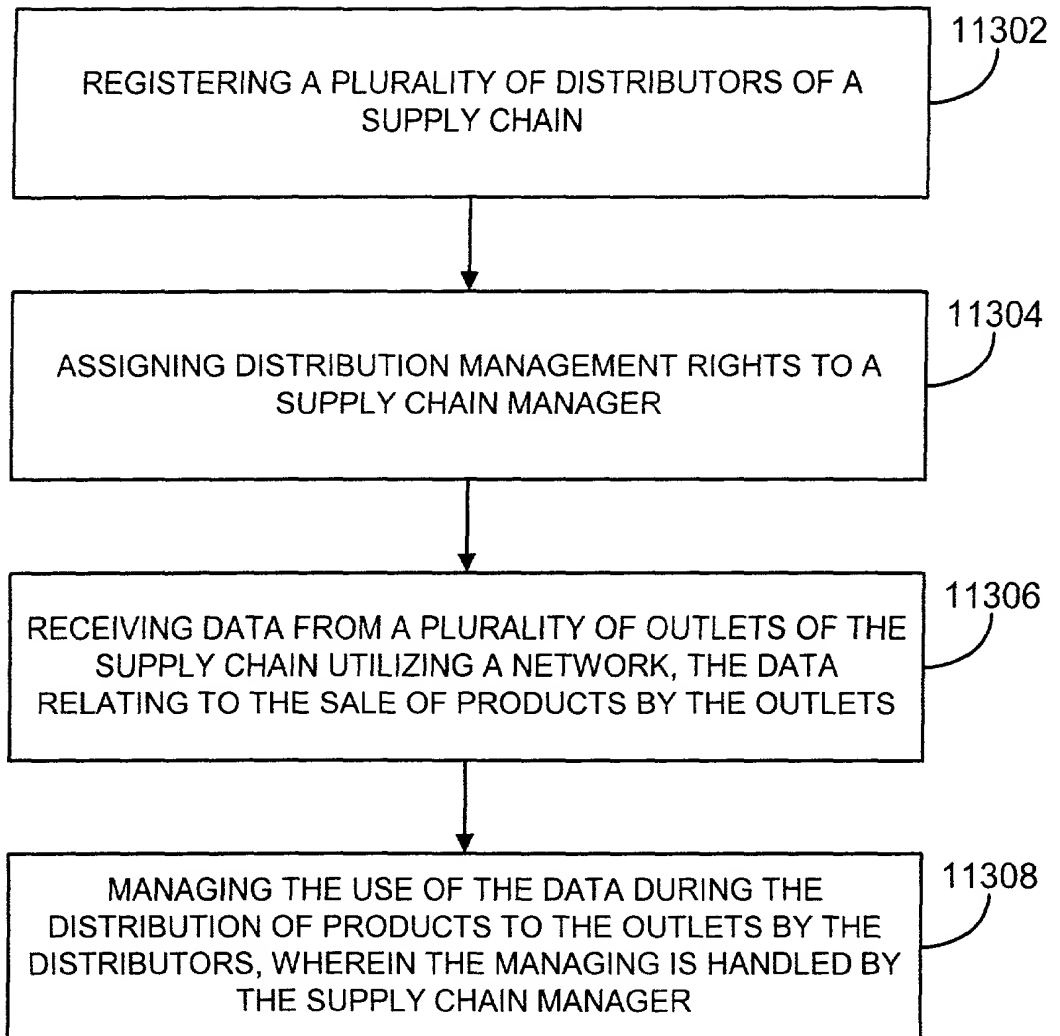 11302
REGISTERING A PLURALITY OF DISTRIBUTORS OF A
SUPPLY CHAIN
11304
ASSIGNING DISTRIBUTION MANAGEMENT RIGHTS TO A
SUPPLY CHAIN MANAGER
11306
RECEIVING DATA FROM A PLURALITY OF OUTLETS OF THE
SUPPLY CHAIN UTILIZING A NETWORK, THE DATA
RELATING TO THE SALE OF PRODUCTS BY THE OUTLETS
11308
MANAGING THE USE OF THE DATA DURING THE
DISTRIBUTION OF PRODUCTS TO THE OUTLETS BY THE
DISTRIBUTORS, WHEREIN THE MANAGING IS HANDLED BY
THE SUPPLY CHAIN MANAGER